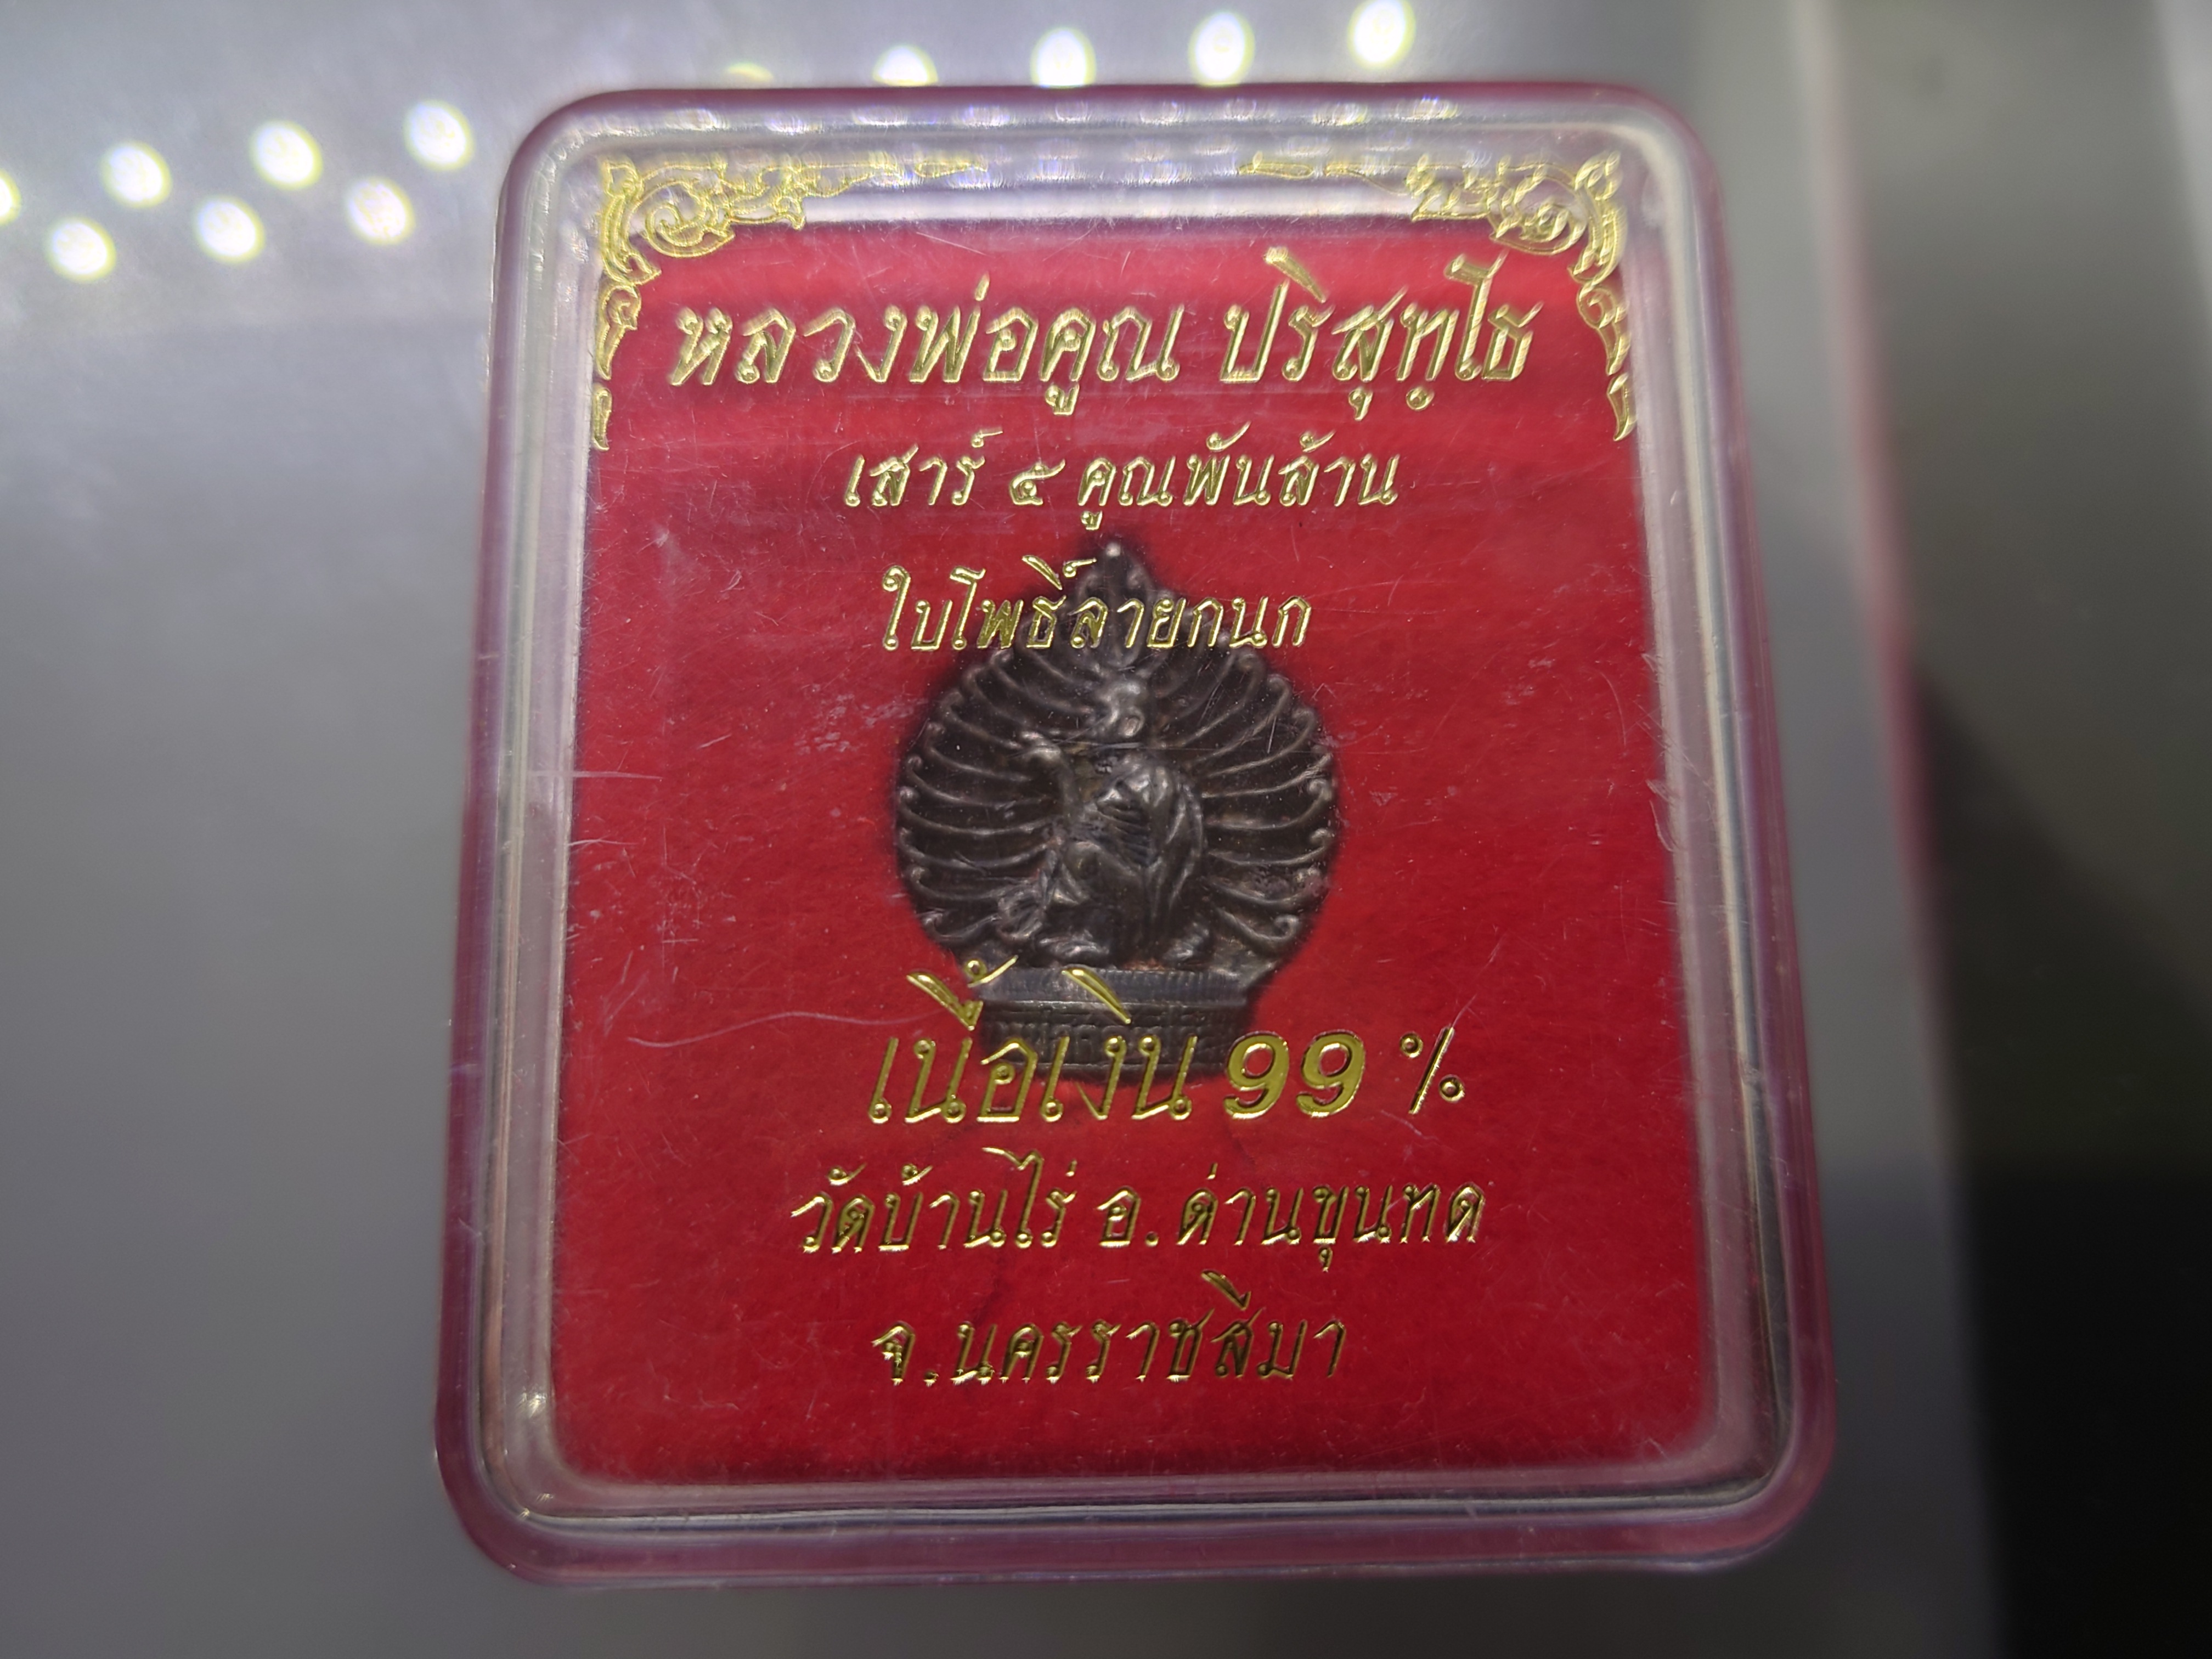 หลวงพ่อคูณ ปริสุทฺโธ
เสาร์ ๕ คูณพันล้าน
ใบโพธิ์ลายกนก
เนื้อเงิน 99 %
วัดบ้านไร่ อ.ด่านขุนทด
จ.นครราชสีมา